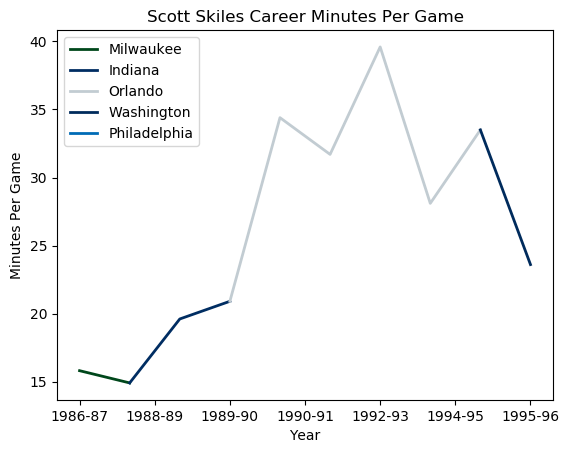 Scott Skiles Career Minutes Per Game
40
35
30
25
20
15
Minutes Per Game
Milwaukee
Indiana
Orlando
Washington
Philadelphia
1986-87 1988-89 1989-90 1990-91 1992-93 1994-95 1995-96
Year